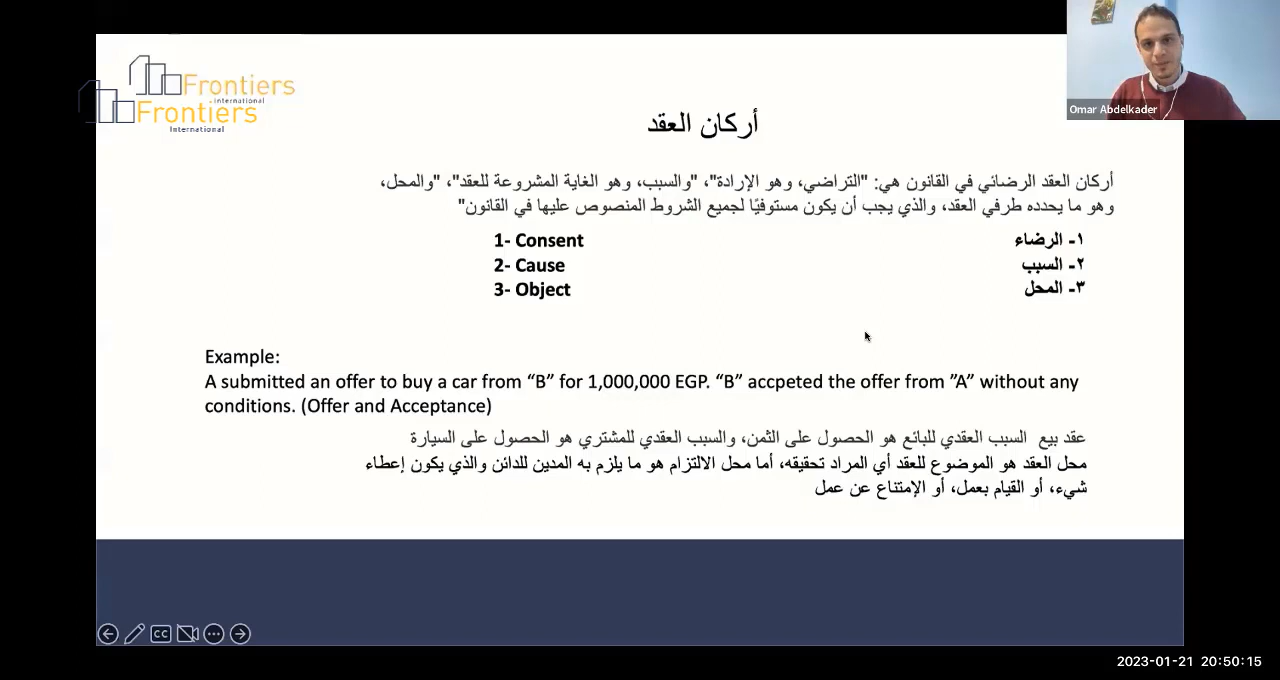 Frontiers
International
Frontiers
International
Omar Abdelkader
أركان العقد
أركان العقد الرضائي في القانون هي: "التراضي، وهو الإرادة"، "والسبب، وهو الغاية المشروعة للعقد"، "والمحل،
وهو ما يحدده طرفي العقد، والذي يجب أن يكون مستوفيًا لجميع الشروط المنصوص عليها في القانون"
١- الرضاء
1- Consent
٢- السبب
2- Cause
٣- المحل
3- Object
Example:
A submitted an offer to buy a car from “B” for 1,000,000 EGP. “B” accpeted the offer from ”A” without any
conditions. (Offer and Acceptance)
عقد بيع السبب العقدي للبائع هو الحصول على الثمن، والسبب العقدي للمشتري هو الحصول على السيارة
محل العقد هو الموضوع للعقد أي المراد تحقيقه، أما محل الالتزام هو ما يلزم به المدين للدائن والذي يكون إعطاء
شيء، أو القيام بعمل، أو الإمتناع عن عمل
CC
2023-01-21 20:50:15